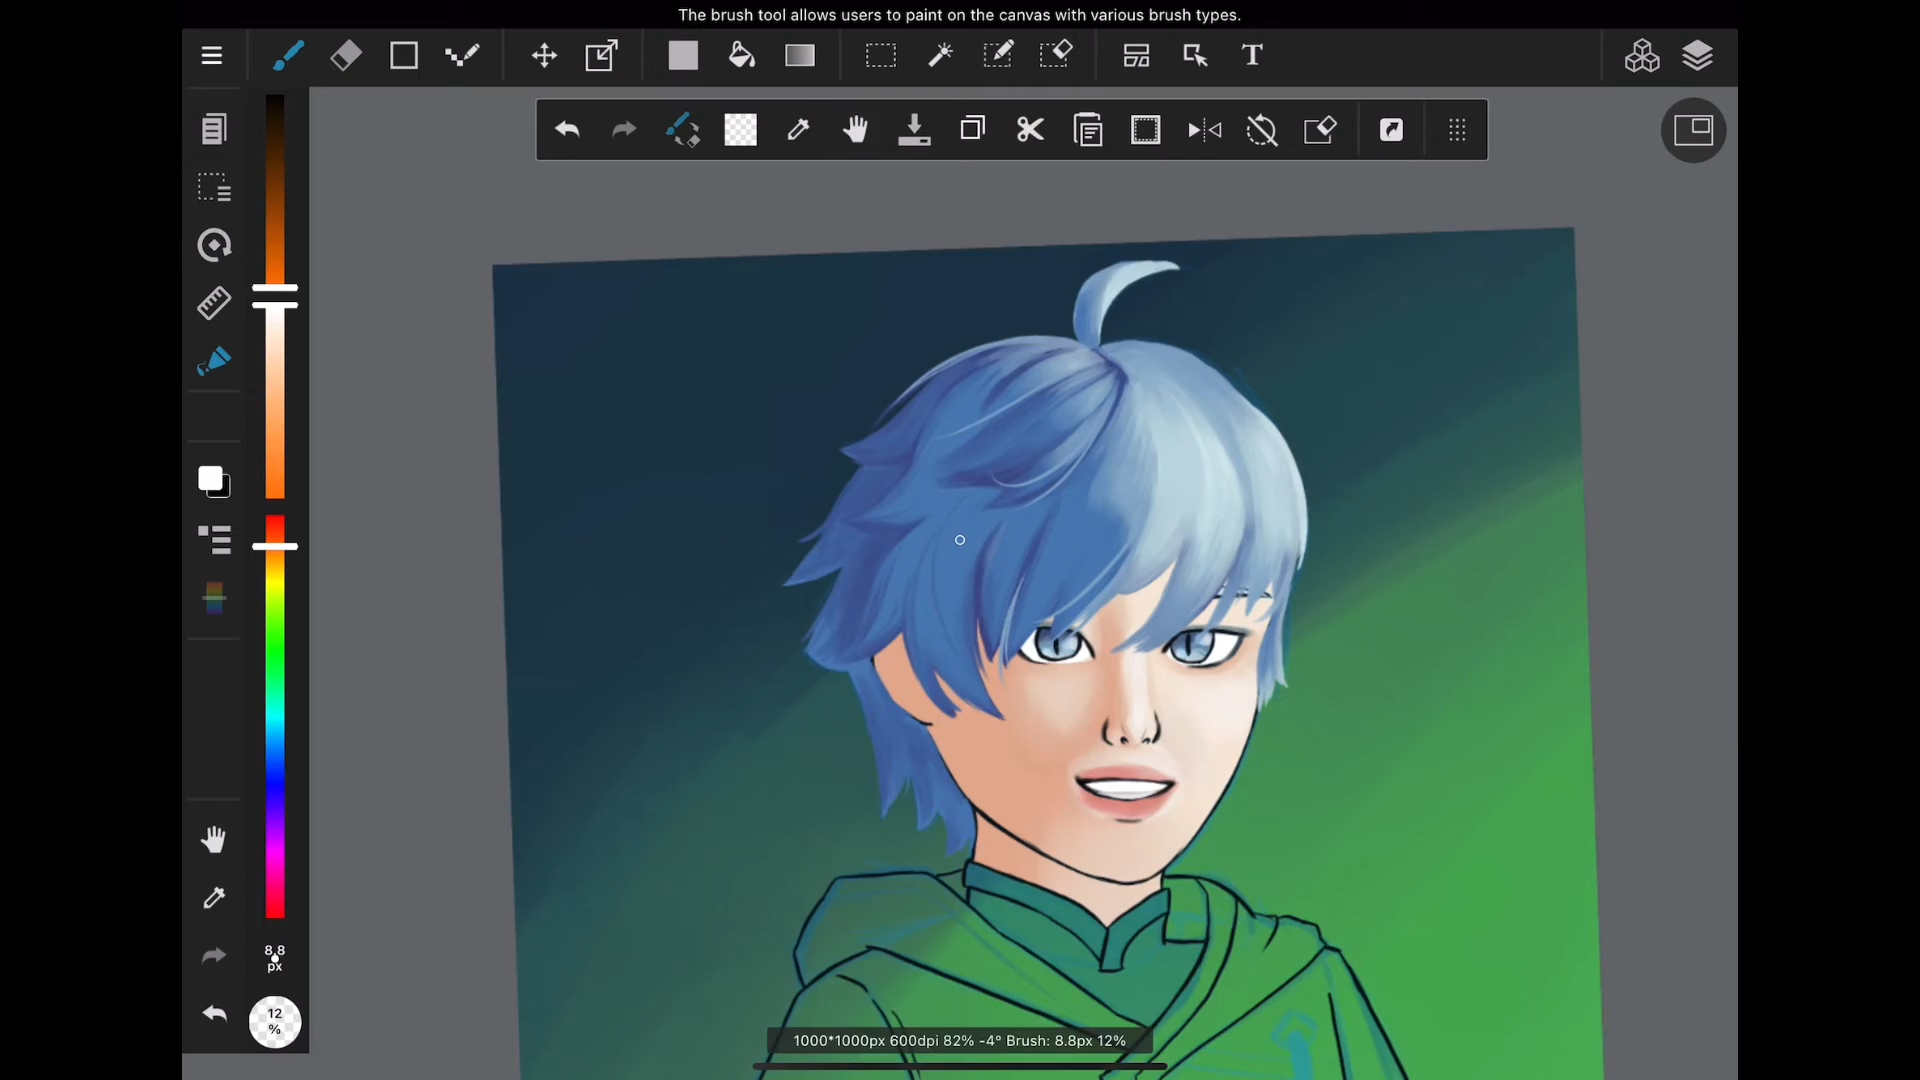 The brush tool allows users to paint on the canvas with various brush types.
T
8.8
px
12
%
1000*1000px 600dpi 82% -4° Brush: 8.8px 12%